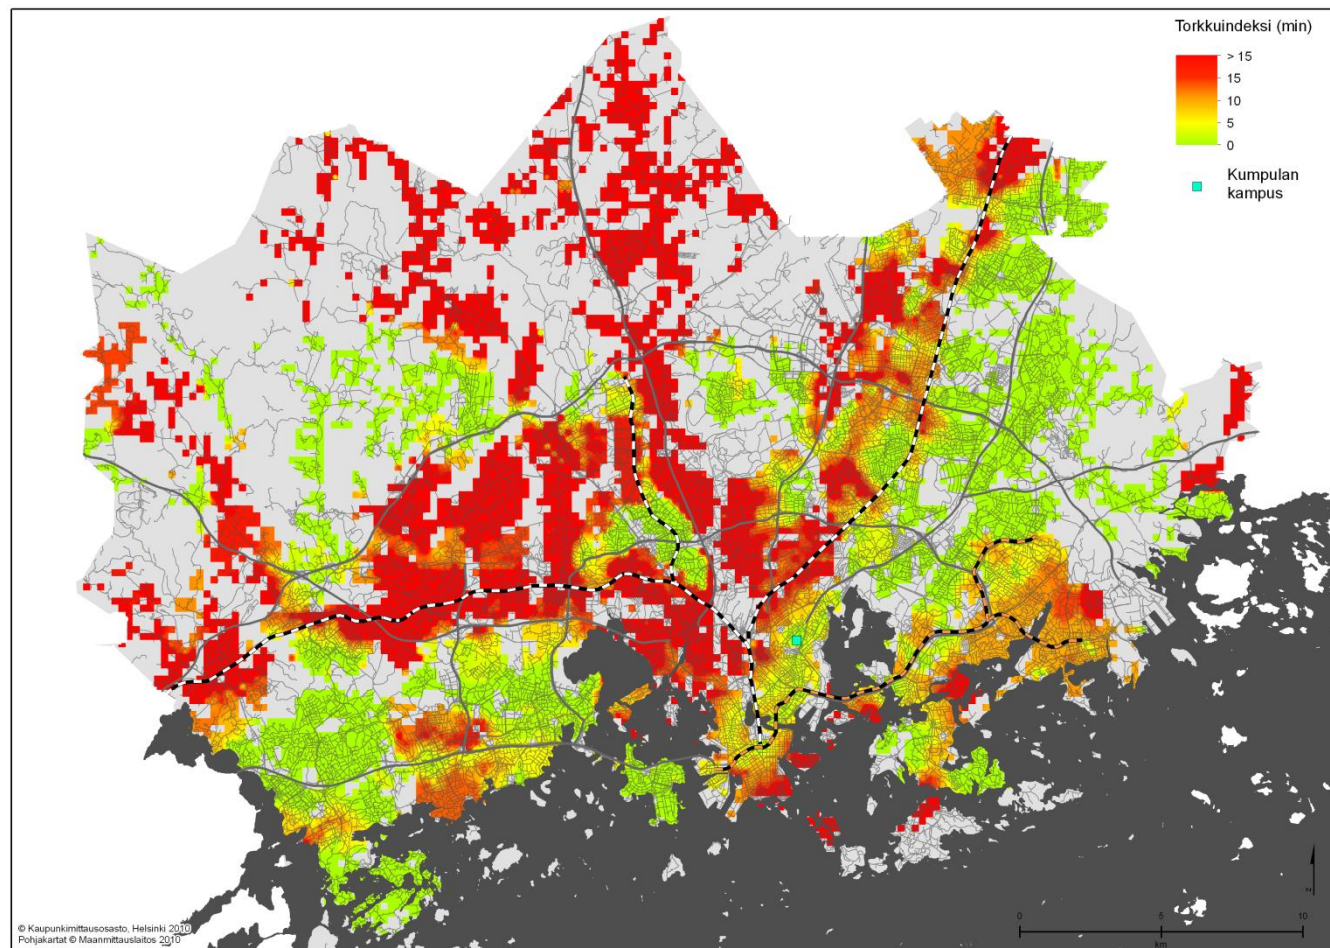 Torkkuindeksi (min)
> 15
15
10
5
0
Kumpulan
kampus
© Kaupunkimittausosasto, Helsinki 2010
Pohjakartat © Maanmittauslaitos 2010
0 5 10
km
z